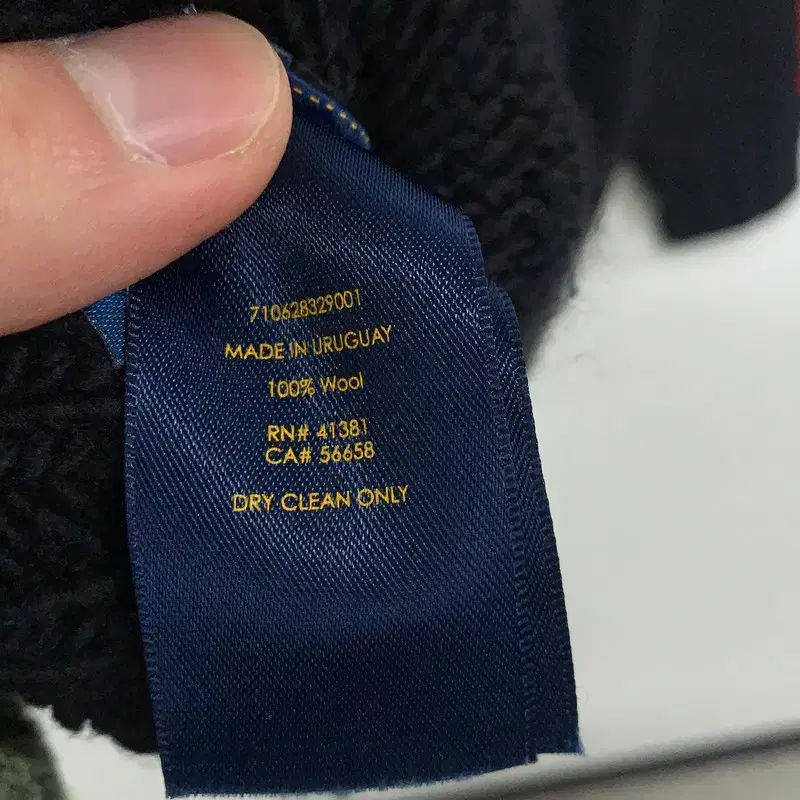 710628329001
MADE IN URUGUAY
100% Wool
RN# 41381
CA# 56658
DRY CLEAN ONLY